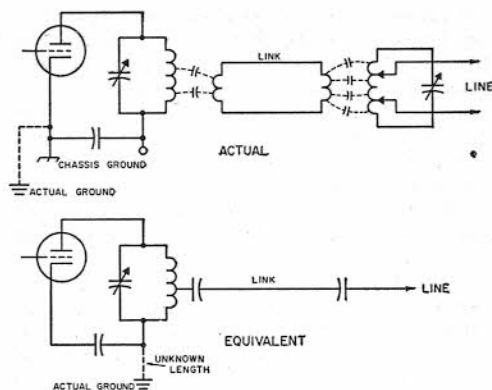 LINK
LINE
CHASSIS GROUND
ACTUAL
ACTUAL GROUND
LINK
LINE
EQUIVALENT
UNKNOWN
LENGTH
ACTUAL GROUND